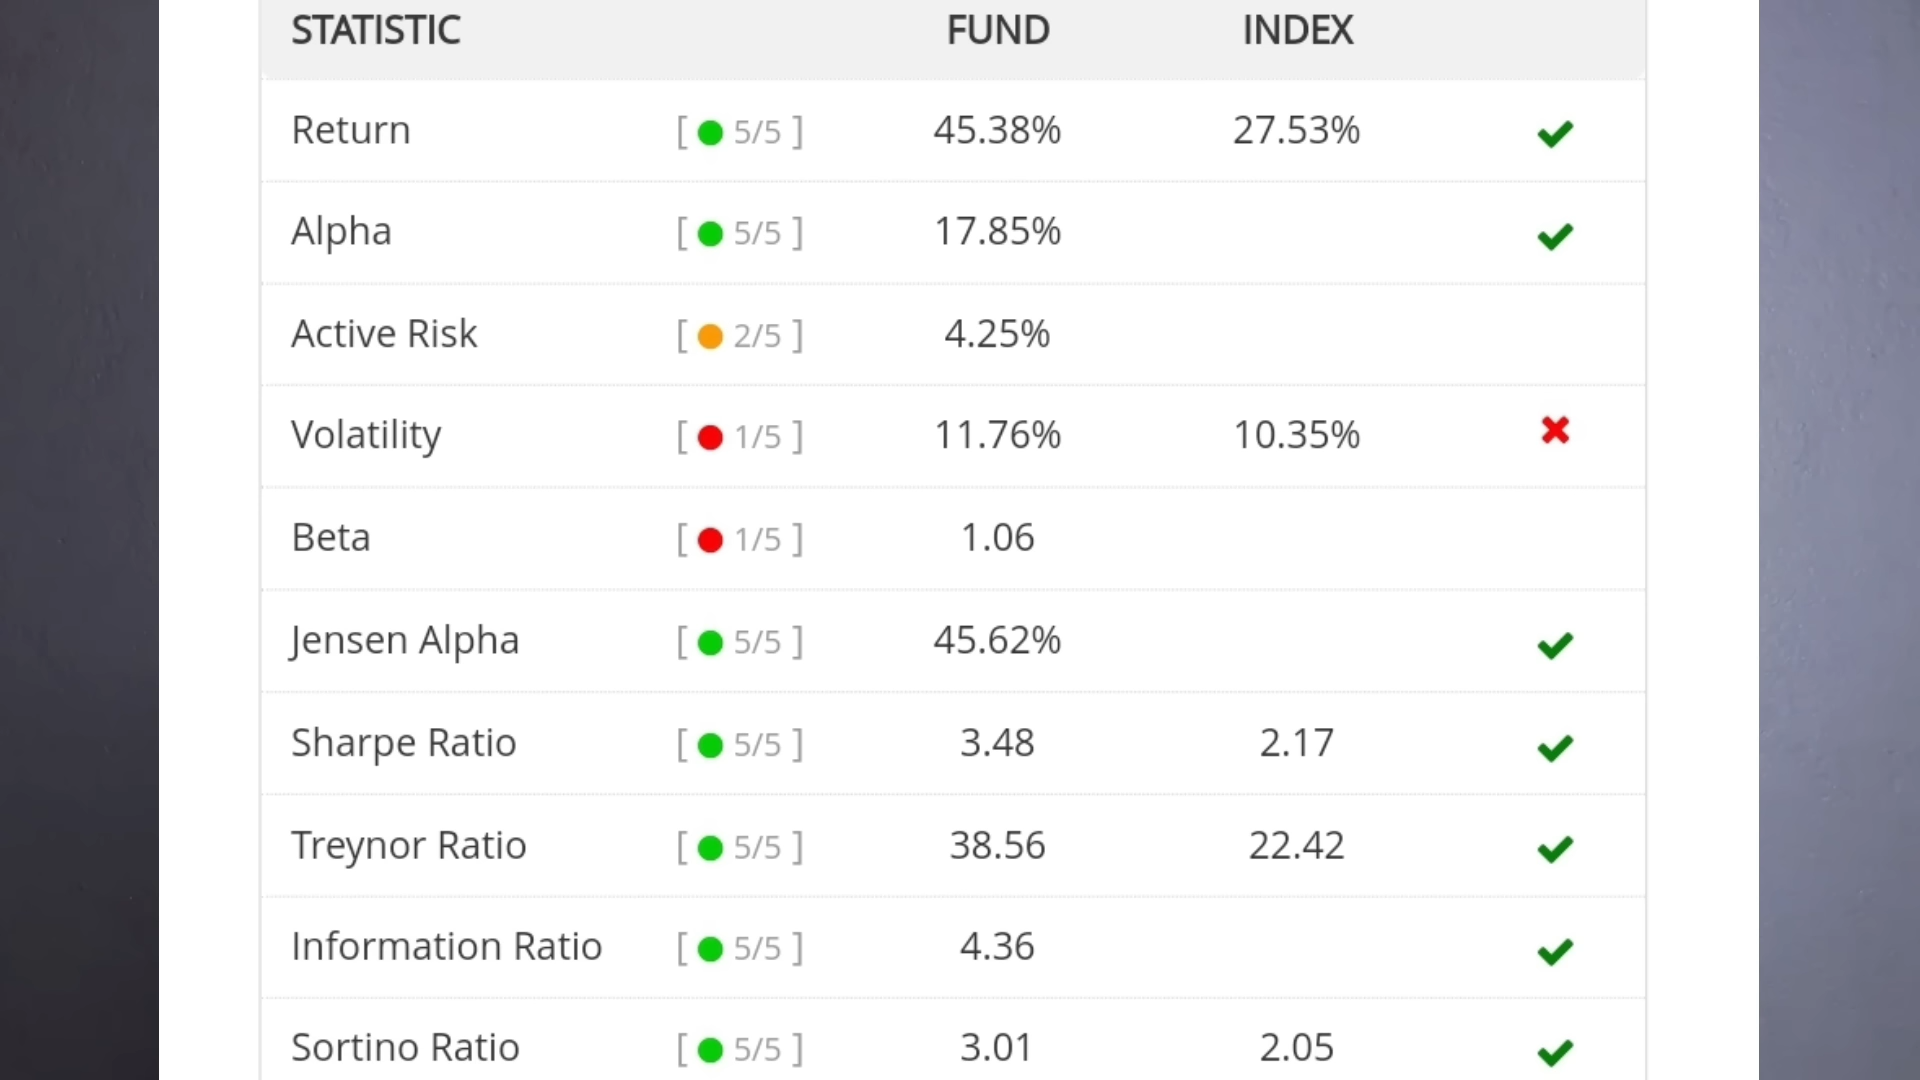 STATISTIC FUND INDEX
Return [ 5/5 ] 45.38% 27.53%
Alpha [ 5/5 ] 17.85%
Active Risk [ 2/5 ] 4.25%
Volatility [ 1/5 ] 11.76% 10.35%
Beta [ 1/5 ] 1.06
Jensen Alpha [ 5/5 ] 45.62%
Sharpe Ratio [ 5/5 ] 3.48 2.17
Treynor Ratio [ 5/5 ] 38.56 22.42
Information Ratio [ 5/5 ] 4.36
Sortino Ratio [ 5/5 ] 3.01 2.05